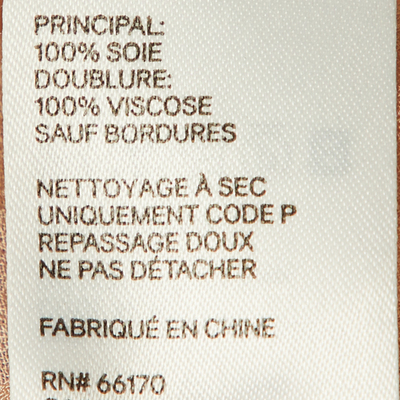 PRINCIPAL:
100% SOIE
DOUBLURE:
100% VISCOSE
SAUF BORDURES
NETTOYAGE À SEC
UNIQUEMENT CODE P
REPASSAGE DOUX
NE PAS DÉTACHER
FABRIQUÉ EN CHINE
RN# 66170